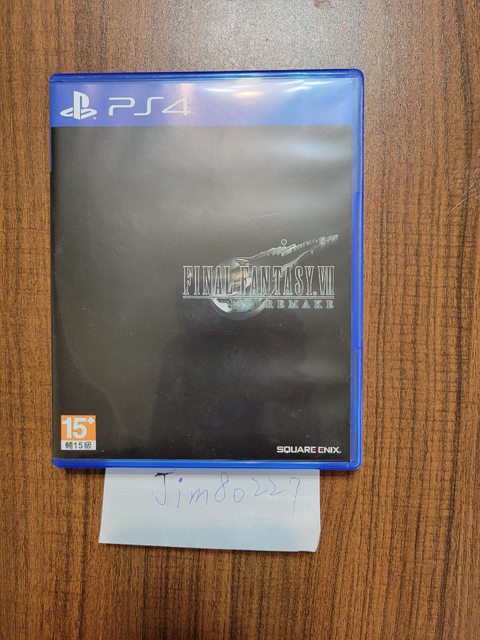 PS4
FINAL FANTASY VII
REMAKE
15+
輔15級
SQUARE ENIX
Jim80227